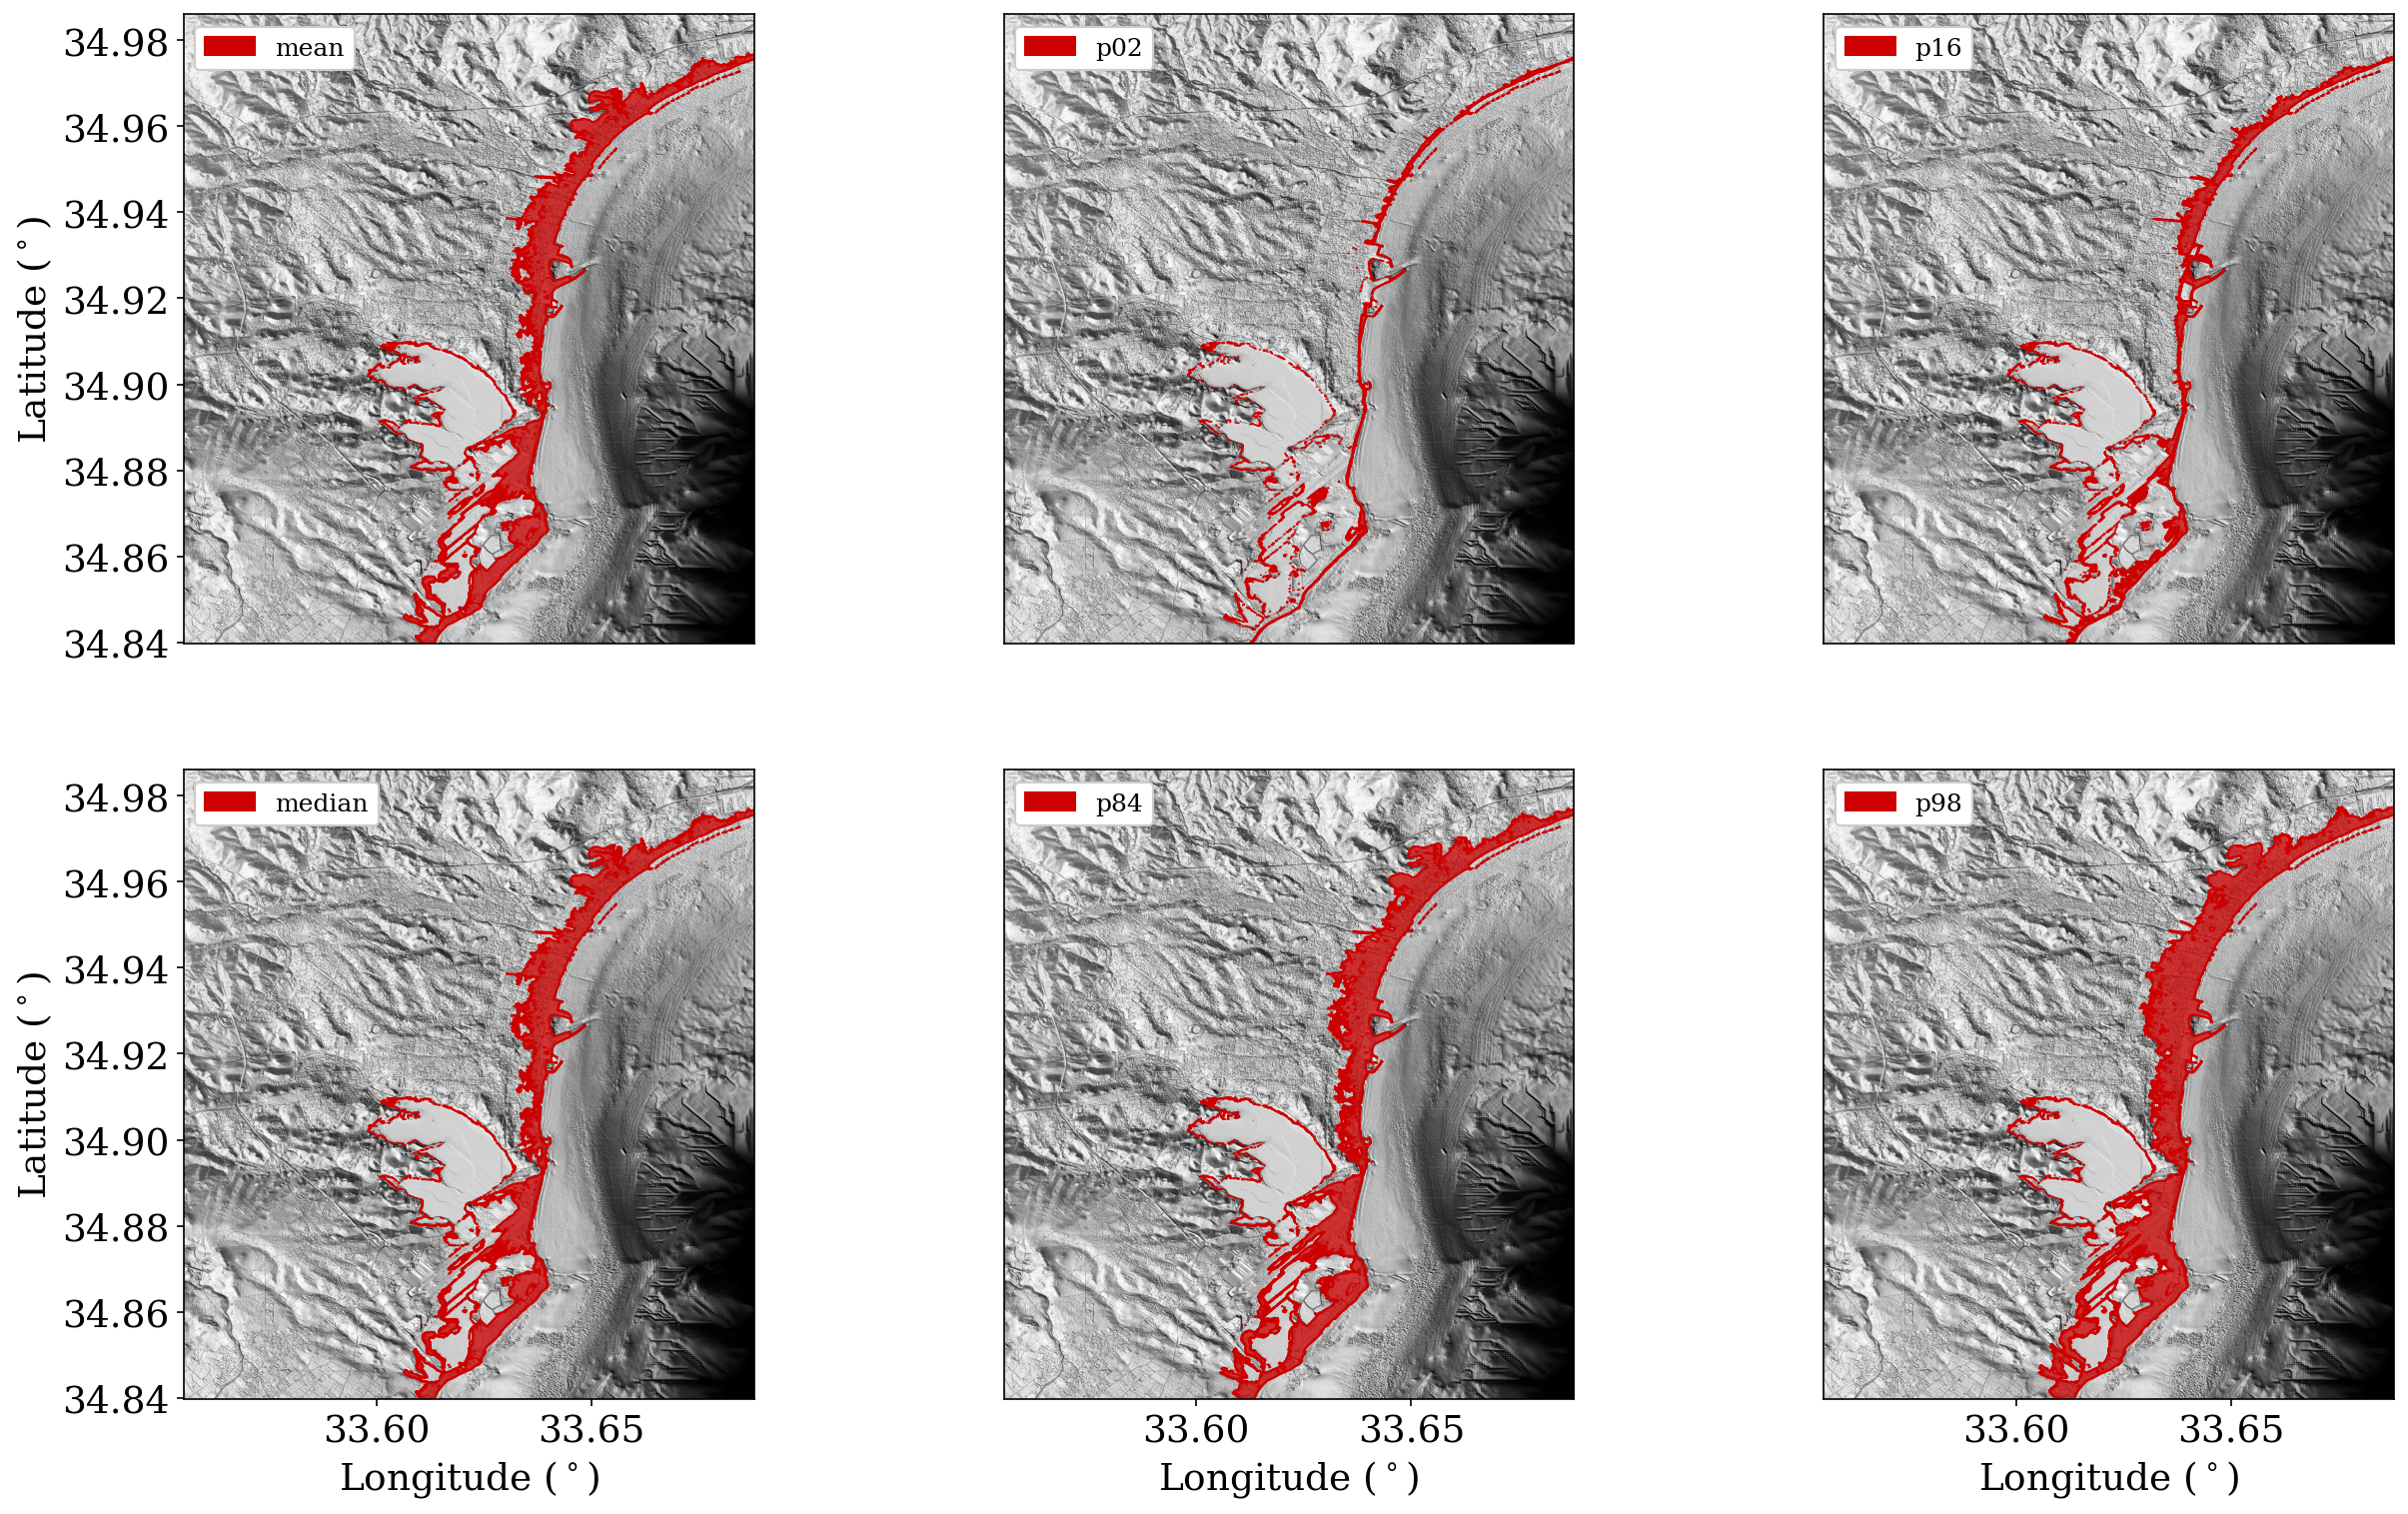 mean
p02
p16
34.98
34.96
34.94
34.92
34.90
34.88
34.86
34.84
Latitude (°)
median
p84
p98
34.98
34.96
34.94
34.92
34.90
34.88
34.86
34.84
Latitude (°)
33.60 33.65
33.60 33.65
33.60 33.65
Longitude (°)
Longitude (°)
Longitude (°)